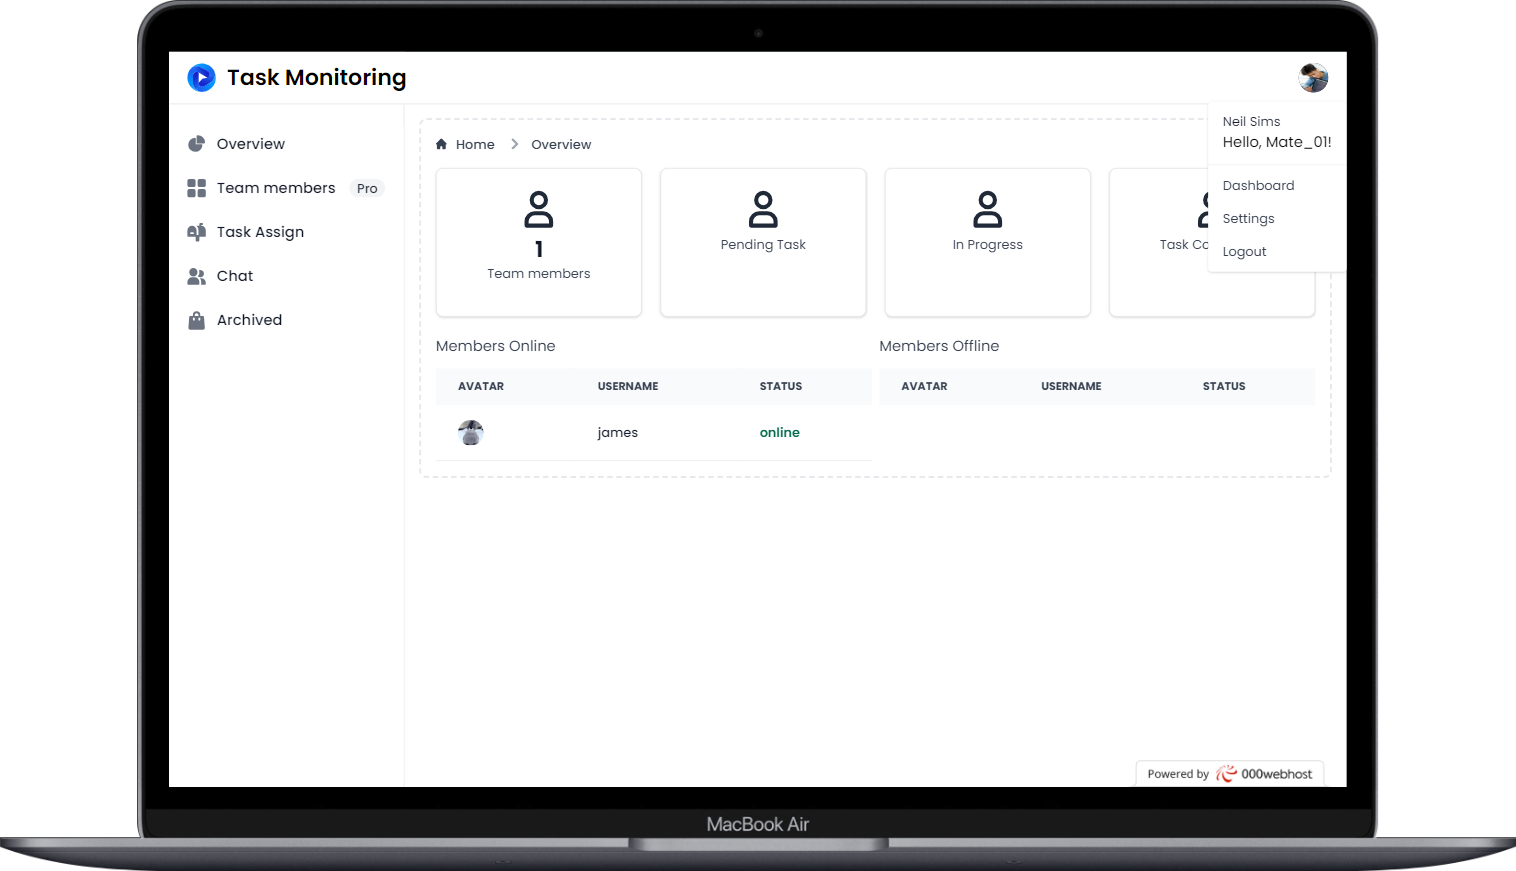 Task Monitoring
Neil Sims
Hello, Mate_01!
Dashboard
Settings
Logout
Overview
Team members Pro
Task Assign
Chat
Archived
Home Overview
1
Team members
Pending Task
In Progress
Task
Members Online
AVATAR USERNAME STATUS
james online
Members Offline
AVATAR USERNAME STATUS
Powered by 000webhost
MacBook Air